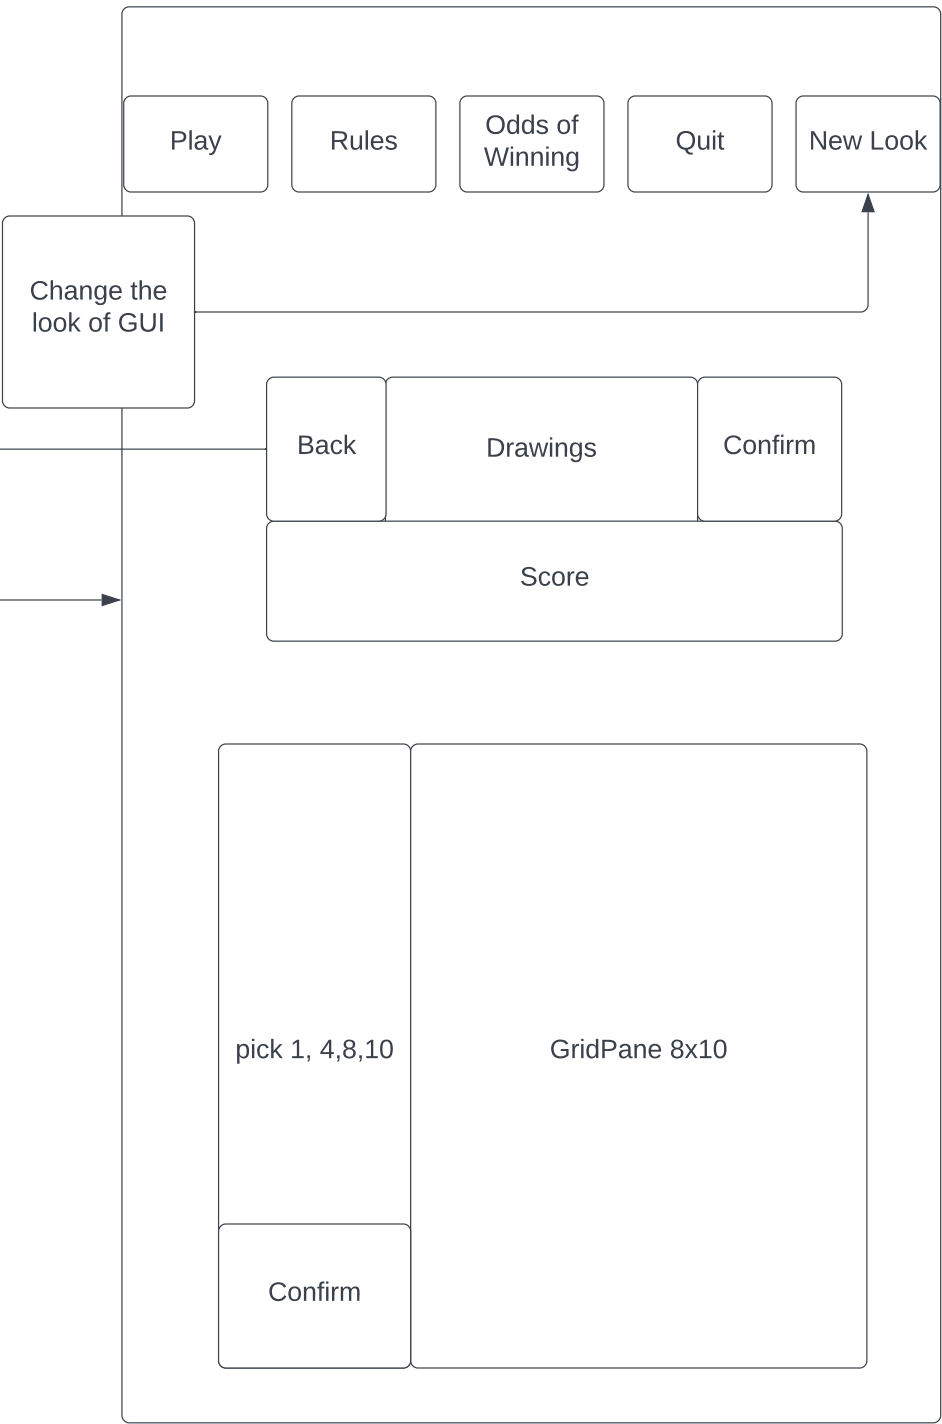 Play
Rules
Odds of
Winning
Quit
New Look
Change the
look of GUI
Back
Drawings
Confirm
Score
pick 1, 4,8,10
GridPane 8x10
Confirm